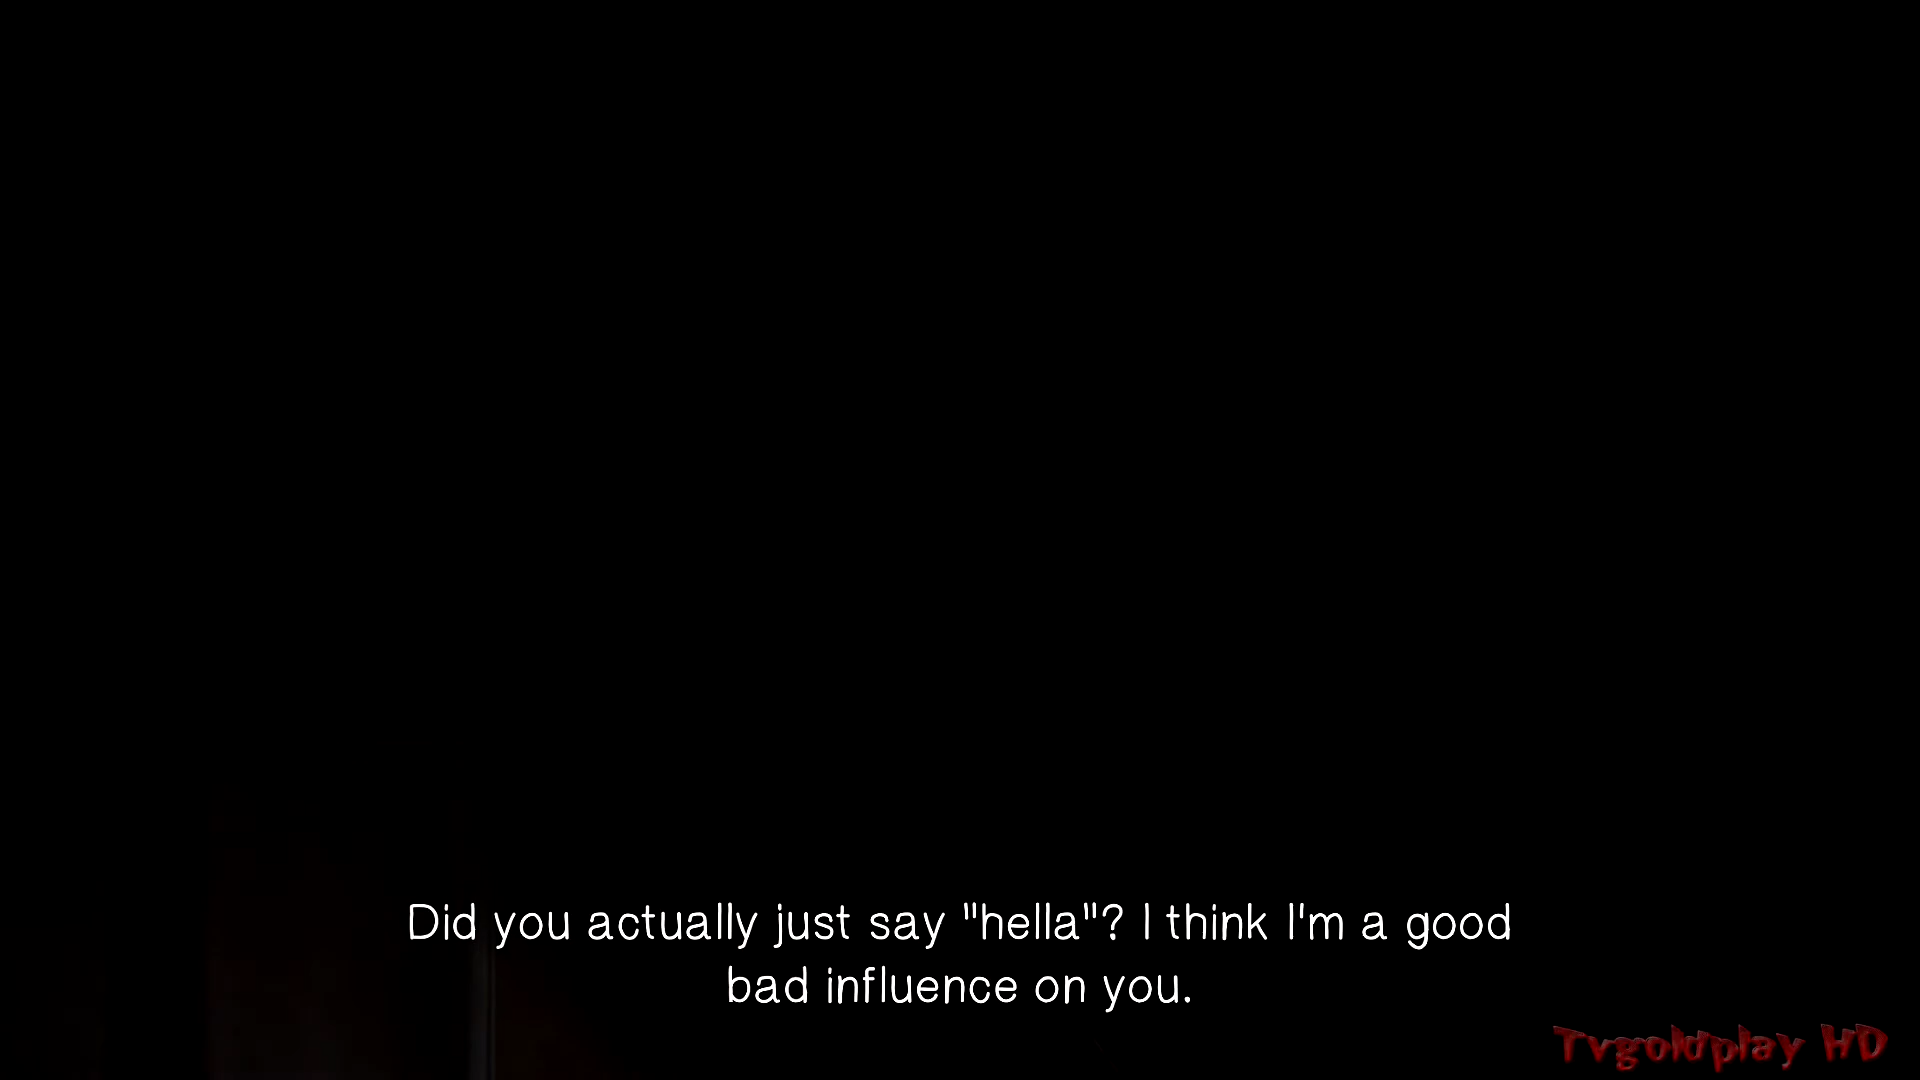 Did you actually just say "hella"? I think I'm a good
bad influence on you.
Tvgoldplay HD